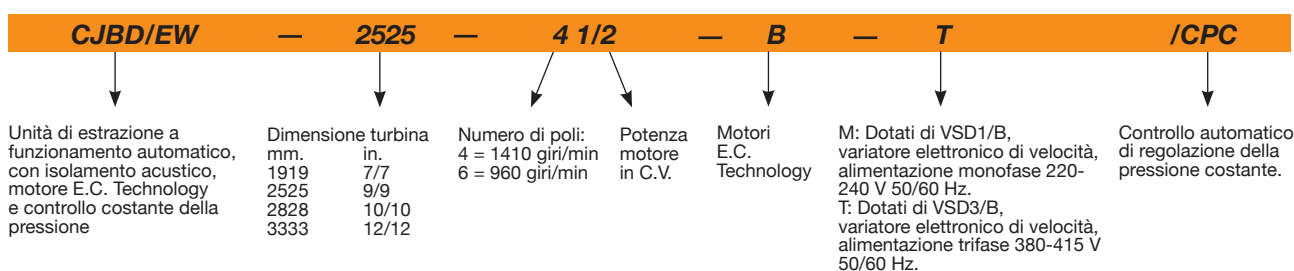 CJBD/EW — 2525 — 4 1/2 — B — T /CPC
Unità di estrazione a
funzionamento automatico,
con isolamento acustico,
motore E.C. Technology
e controllo costante della
pressione
Dimensione turbina
mm. in.
1919 7/7
2525 9/9
2828 10/10
3333 12/12
Numero di poli:
4 = 1410 giri/min
6 = 960 giri/min
Potenza
motore
in C.V.
Motori
E.C.
Technology
M: Dotati di VSD1/B,
variatore elettronico di velocità,
alimentazione monofase 220-
240 V 50/60 Hz.
T: Dotati di VSD3/B,
variatore elettronico di velocità,
alimentazione trifase 380-415 V
50/60 Hz.
Controllo automatico
di regolazione della
pressione costante.